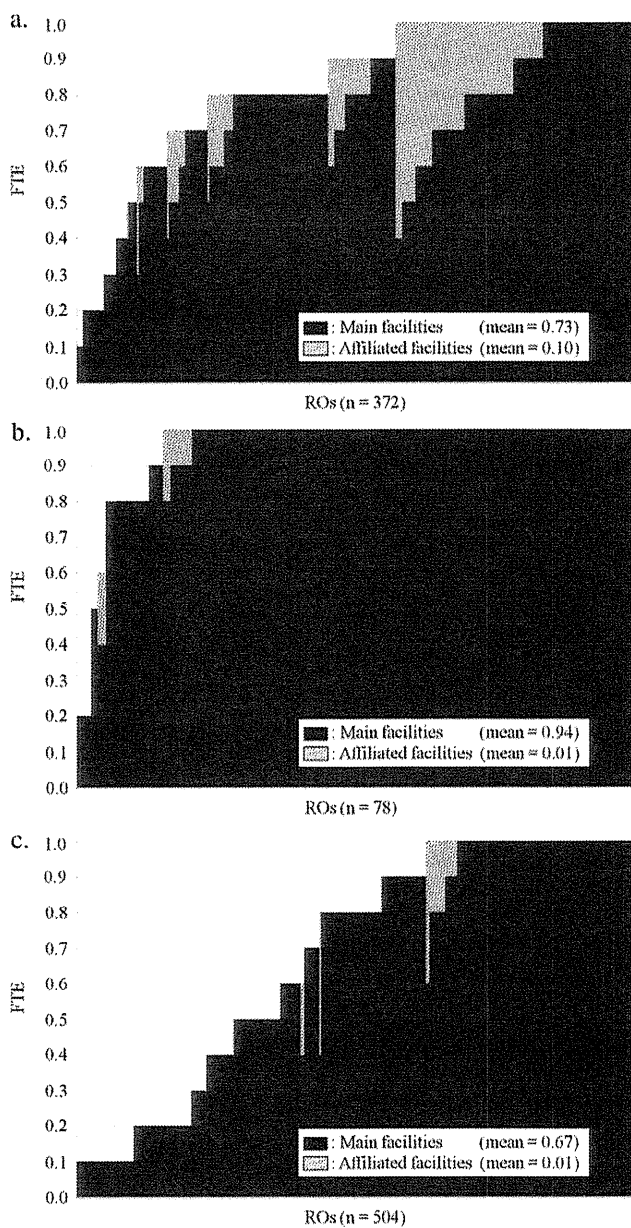 a.
1.0
0.9
0.8
0.7
0.6
0.5
0.4
0.3
0.2
0.1
0.0
FTE
: Main facilities (mean = 0.73)
: Affiliated facilities (mean = 0.10)
ROs (n = 372)
b.
1.0
0.9
0.8
0.7
0.6
0.5
0.4
0.3
0.2
0.1
0.0
FTE
: Main facilities (mean = 0.94)
: Affiliated facilities (mean = 0.01)
ROs (n = 78)
c.
1.0
0.9
0.8
0.7
0.6
0.5
0.4
0.3
0.2
0.1
0.0
FTE
: Main facilities (mean = 0.67)
: Affiliated facilities (mean = 0.01)
ROs (n = 504)